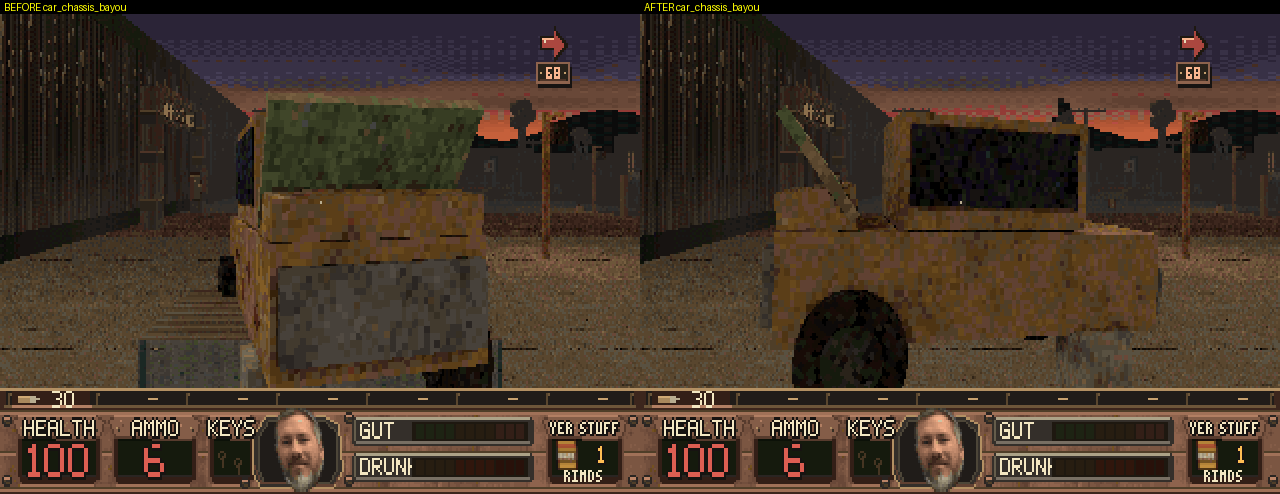 BEFORE car_chassis_bayou
AFTER car_chassis_bayou
68
68
30
30
HEALTH AMMO KEYS GUT YER STUFF
100 6 1
DRUNK RINDS
HEALTH AMMO KEYS GUT YER STUFF
100 6 1
DRUNK RINDS